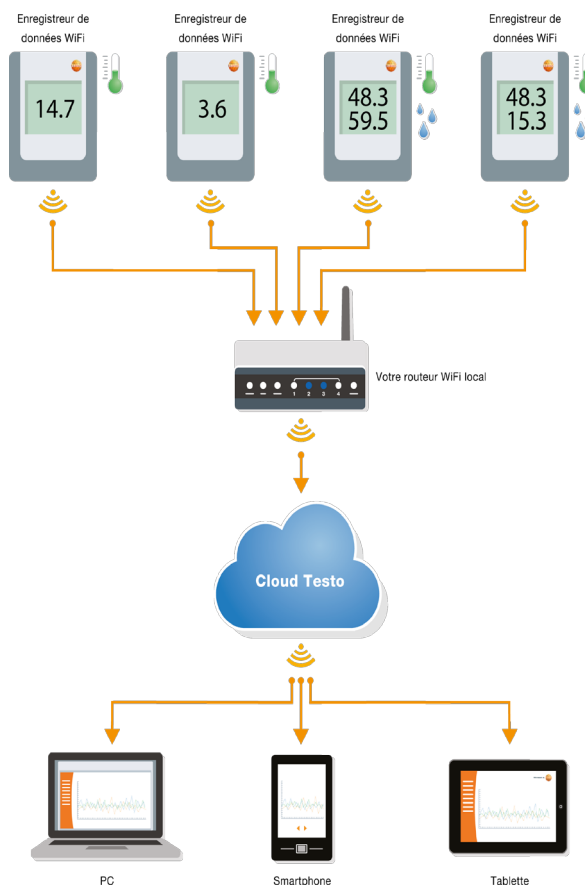 Enregistreur de
données WiFi
Enregistreur de
données WiFi
Enregistreur de
données WiFi
Enregistreur de
données WiFi
14.7
3.6
48.3
59.5
48.3
15.3
Votre routeur WiFi local
1 2 3 4
Cloud Testo
PC
Smartphone
Tablette